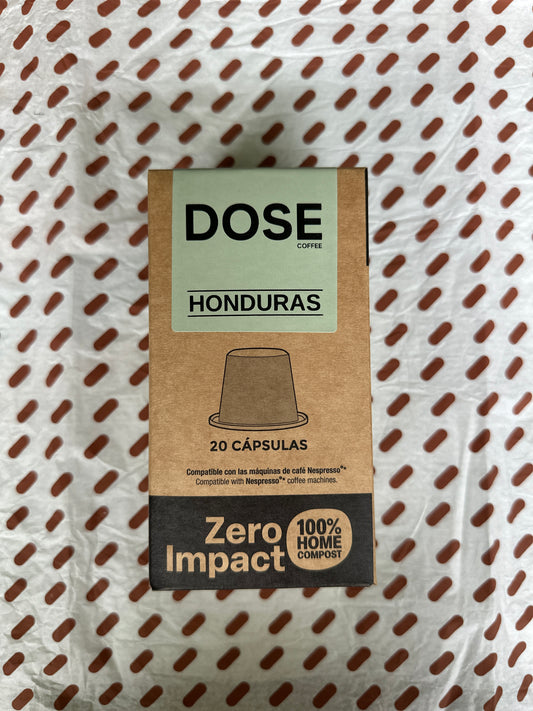 DOSE
COFFEE
HONDURAS
20 CÁPSULAS
Compatible con las máquinas de café Nespresso®*
Compatible with Nespresso®* coffee machines.
Zero
Impact
100%
HOME
COMPOST